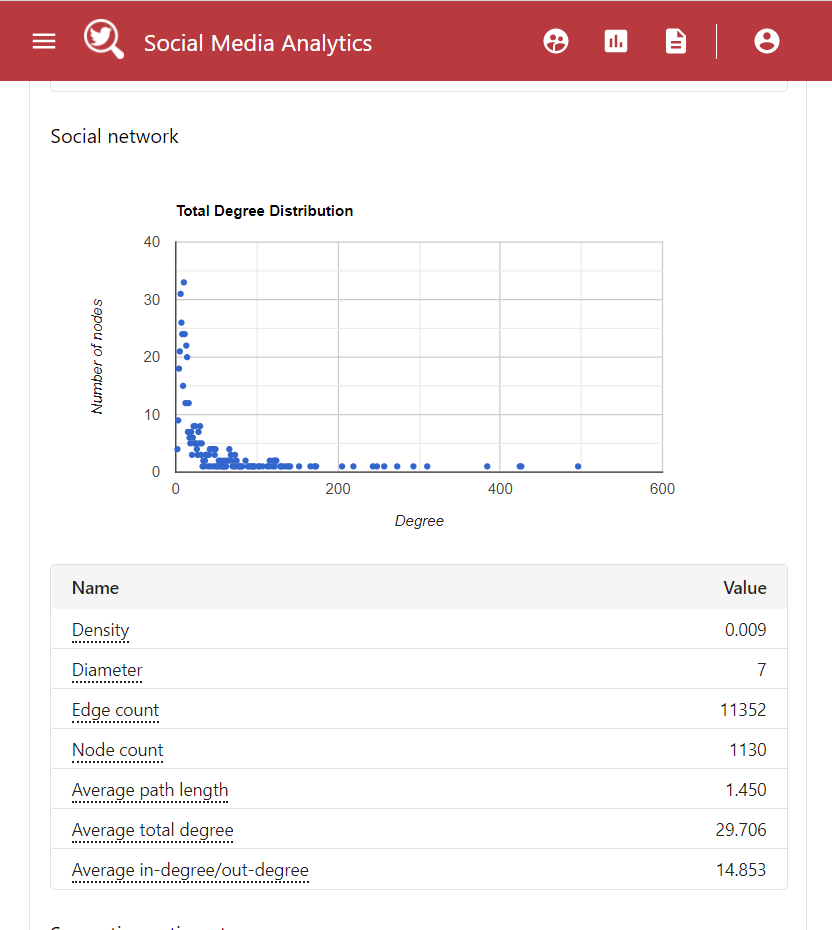 Social Media Analytics
Social network
Total Degree Distribution
Number of nodes
40
30
20
10
0
0 200 400 600
Degree
Name Value
Density 0.009
Diameter 7
Edge count 11352
Node count 1130
Average path length 1.450
Average total degree 29.706
Average in-degree/out-degree 14.853